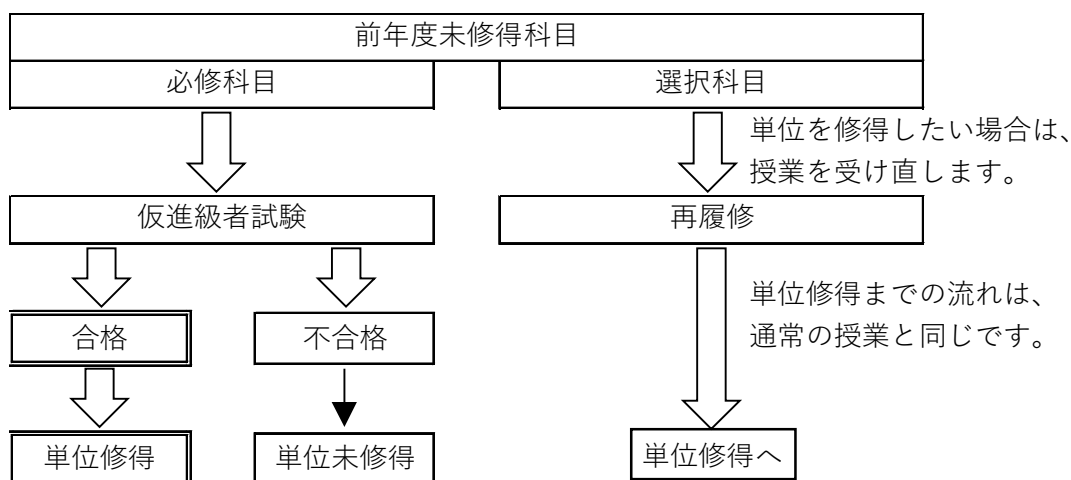 前年度未修得科目
必修科目
選択科目
単位を修得したい場合は、
授業を受け直します。
仮進級者試験
再履修
単位修得までの流れは、
通常の授業と同じです。
合格
不合格
単位修得
単位未修得
単位修得へ